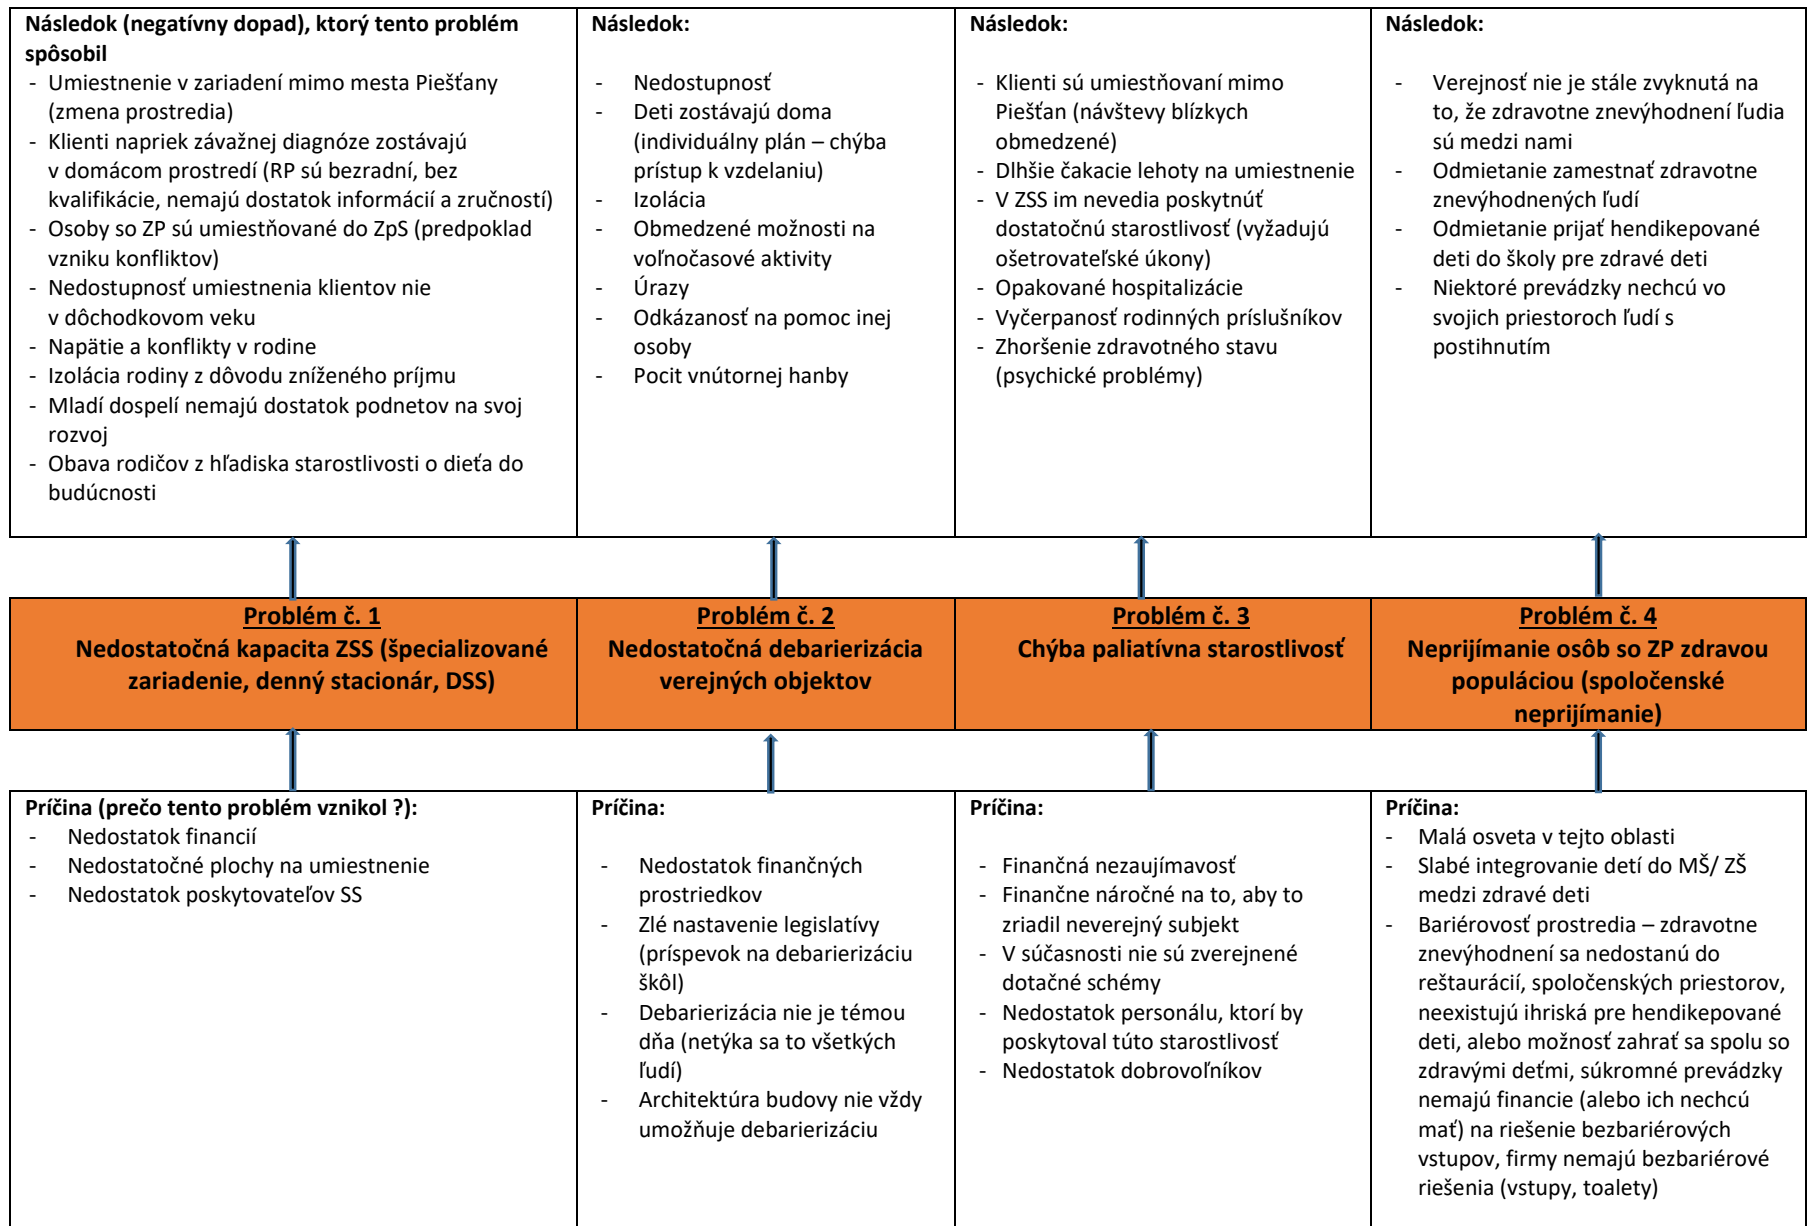 Následok (negatívny dopad), ktorý tento problém
spôsobil
- Umiestnenie v zariadení mimo mesta Piešťany
(zmena prostredia)
- Klienti napriek závažnej diagnóze zostávajú
v domácom prostredí (RP sú bezradní, bez
kvalifikácie, nemajú dostatok informácií a zručností)
- Osoby so ZP sú umiestňované do ZpS (predpoklad
vzniku konfliktov)
- Nedostupnosť umiestnenia klientov nie
v dôchodkovom veku
- Napätie a konflikty v rodine
- Izolácia rodiny z dôvodu zníženého príjmu
- Mladí dospelí nemajú dostatok podnetov na svoj
rozvoj
- Obava rodičov z hľadiska starostlivosti o dieťa do
budúcnosti
Následok:
- Nedostupnosť
- Deti zostávajú doma
(individuálny plán – chýba
prístup k vzdelaniu)
- Izolácia
- Obmedzené možnosti na
voľnočasové aktivity
- Úrazy
- Odkázanosť na pomoc inej
osoby
- Pocit vnútornej hanby
Následok:
- Klienti sú umiestňovaní mimo
Piešťan (návštevy blízkych
obmedzené)
- Dlhšie čakacie lehoty na umiestnenie
- V ZSS im nevedia poskytnúť
dostatočnú starostlivosť (vyžadujú
ošetrovateľské úkony)
- Opakované hospitalizácie
- Vyčerpanosť rodinných príslušníkov
- Zhoršenie zdravotného stavu
(psychické problémy)
Následok:
- Verejnosť nie je stále zvyknutá na
to, že zdravotne znevýhodnení ľudia
sú medzi nami
- Odmietanie zamestnať zdravotne
znevýhodnených ľudí
- Odmietanie prijať hendikepované
deti do školy pre zdravé deti
- Niektoré prevádzky nechcú vo
svojich priestoroch ľudí s
postihnutím
Problém č. 1
Nedostatočná kapacita ZSS (špecializované
zariadenie, denný stacionár, DSS)
Problém č. 2
Nedostatočná debarierizácia
verejných objektov
Problém č. 3
Chýba paliatívna starostlivosť
Problém č. 4
Neprijímanie osôb so ZP zdravou
populáciou (spoločenské
neprijímanie)
Príčina (prečo tento problém vznikol ?):
- Nedostatok financií
- Nedostatočné plochy na umiestnenie
- Nedostatok poskytovateľov SS
Príčina:
- Nedostatok finančných
prostriedkov
- Zlé nastavenie legislatívy
(príspevok na debarierizáciu
škôl)
- Debarierizácia nie je témou
dňa (netýka sa to všetkých
ľudí)
- Architektúra budovy nie vždy
umožňuje debarierizáciu
Príčina:
- Finančná nezaujímavosť
- Finančne náročné na to, aby to
zriadil neverejný subjekt
- V súčasnosti nie sú zverejnené
dotačné schémy
- Nedostatok personálu, ktorí by
poskytoval túto starostlivosť
- Nedostatok dobrovoľníkov
Príčina:
- Malá osveta v tejto oblasti
- Slabé integrovanie detí do MŠ/ ZŠ
medzi zdravé deti
- Bariérovosť prostredia – zdravotne
znevýhodnení sa nedostanú do
reštaurácií, spoločenských priestorov,
neexistujú ihriská pre hendikepované
deti, alebo možnosť zahrať sa spolu so
zdravými deťmi, súkromné prevádzky
nemajú financie (alebo ich nechcú
mať) na riešenie bezbariérových
vstupov, firmy nemajú bezbariérové
riešenia (vstupy, toalety)